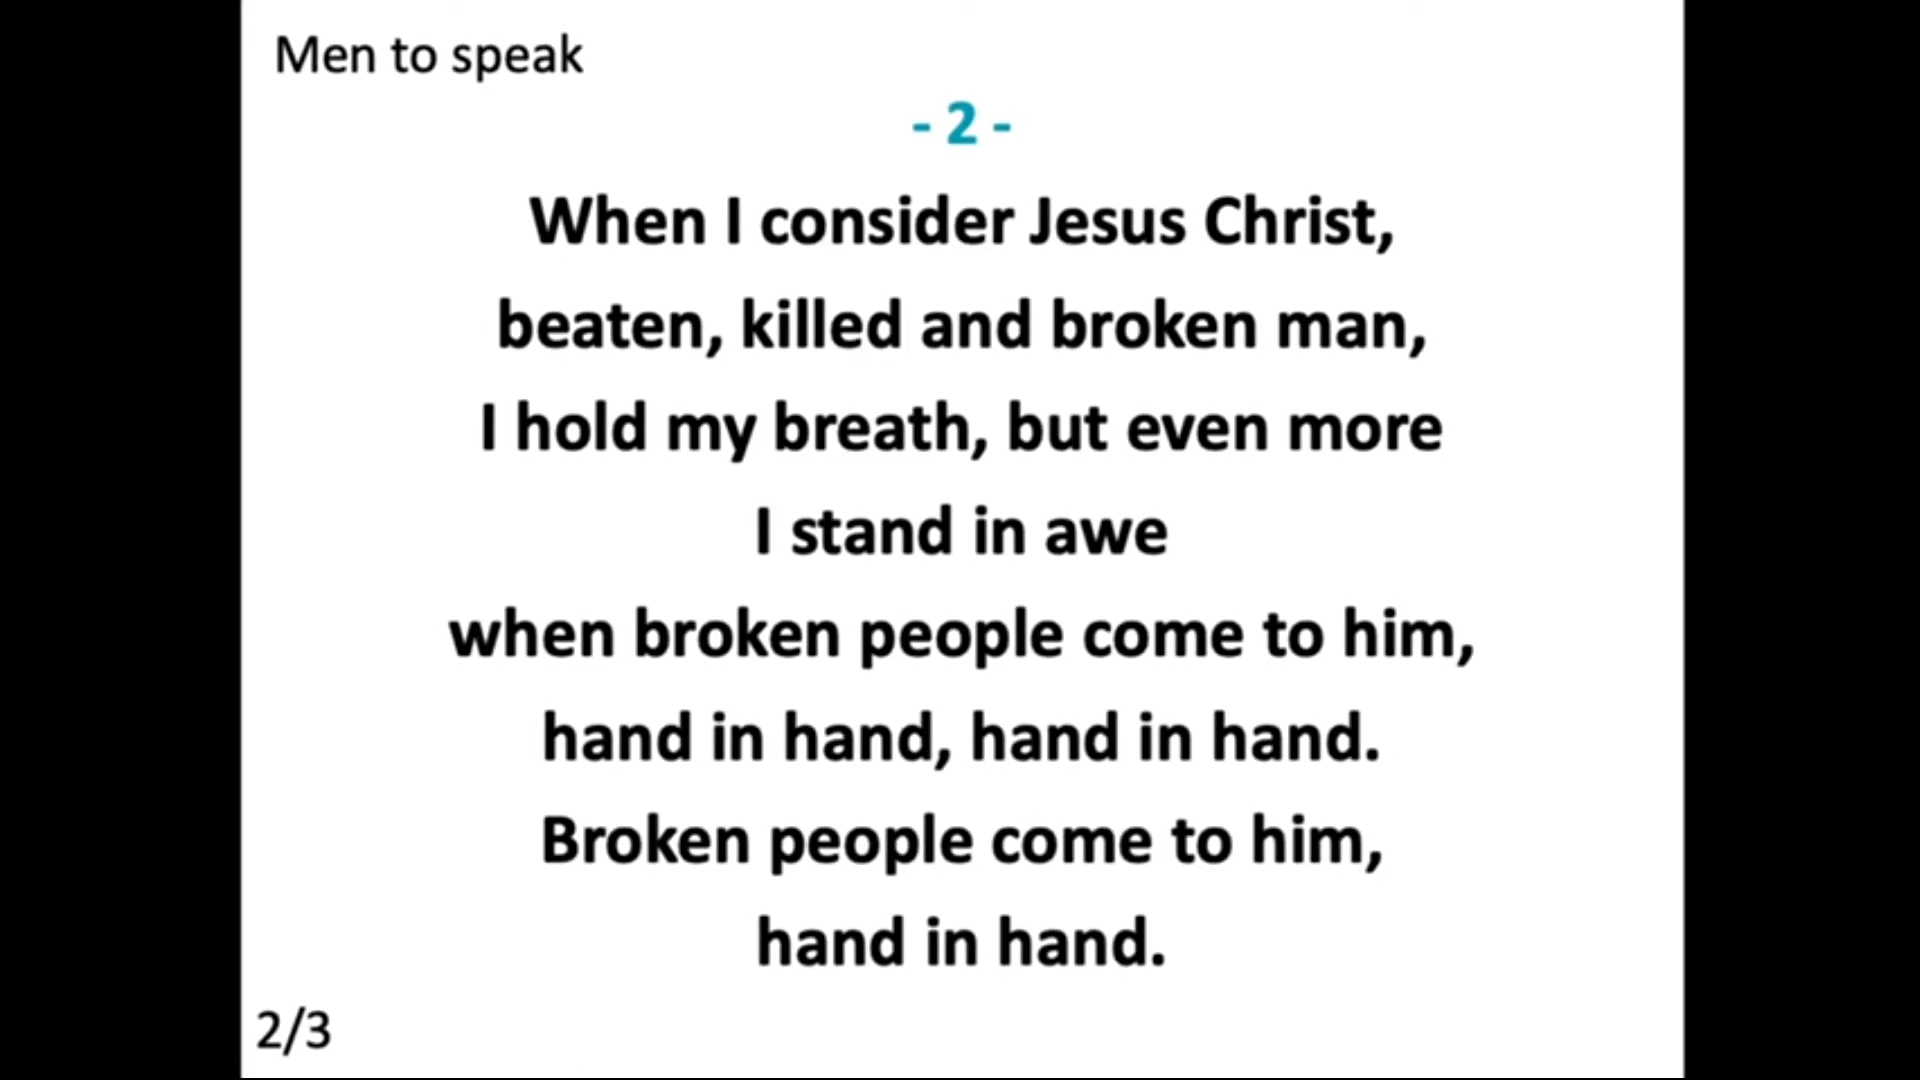 Men to speak
- 2 -
When I consider Jesus Christ,
beaten, killed and broken man,
I hold my breath, but even more
I stand in awe
when broken people come to him,
hand in hand, hand in hand.
Broken people come to him,
hand in hand.
2/3